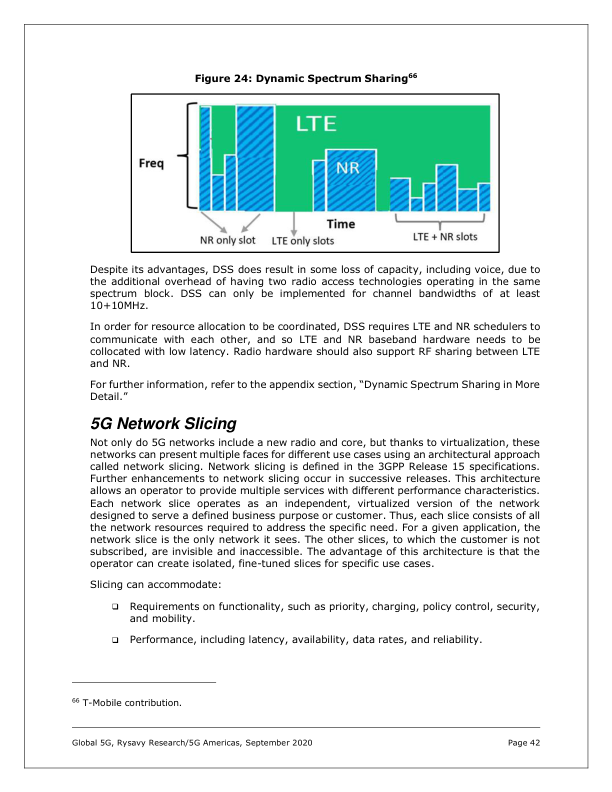 Figure 24: Dynamic Spectrum Sharing66
LTE
Freq
NR
Time
NR only slot
LTE only slots
LTE + NR slots
Despite its advantages, DSS does result in some loss of capacity, including voice, due to
the additional overhead of having two radio access technologies operating in the same
spectrum block. DSS can only be implemented for channel bandwidths of at least
10+10MHz.
In order for resource allocation to be coordinated, DSS requires LTE and NR schedulers to
communicate with each other, and so LTE and NR baseband hardware needs to be
collocated with low latency. Radio hardware should also support RF sharing between LTE
and NR.
For further information, refer to the appendix section, “Dynamic Spectrum Sharing in More
Detail.”
5G Network Slicing
Not only do 5G networks include a new radio and core, but thanks to virtualization, these
networks can present multiple faces for different use cases using an architectural approach
called network slicing. Network slicing is defined in the 3GPP Release 15 specifications.
Further enhancements to network slicing occur in successive releases. This architecture
allows an operator to provide multiple services with different performance characteristics.
Each network slice operates as an independent, virtualized version of the network
designed to serve a defined business purpose or customer. Thus, each slice consists of all
the network resources required to address the specific need. For a given application, the
network slice is the only network it sees. The other slices, to which the customer is not
subscribed, are invisible and inaccessible. The advantage of this architecture is that the
operator can create isolated, fine-tuned slices for specific use cases.
Slicing can accommodate:
❑ Requirements on functionality, such as priority, charging, policy control, security,
and mobility.
❑ Performance, including latency, availability, data rates, and reliability.
66 T-Mobile contribution.
Global 5G, Rysavy Research/5G Americas, September 2020
Page 42